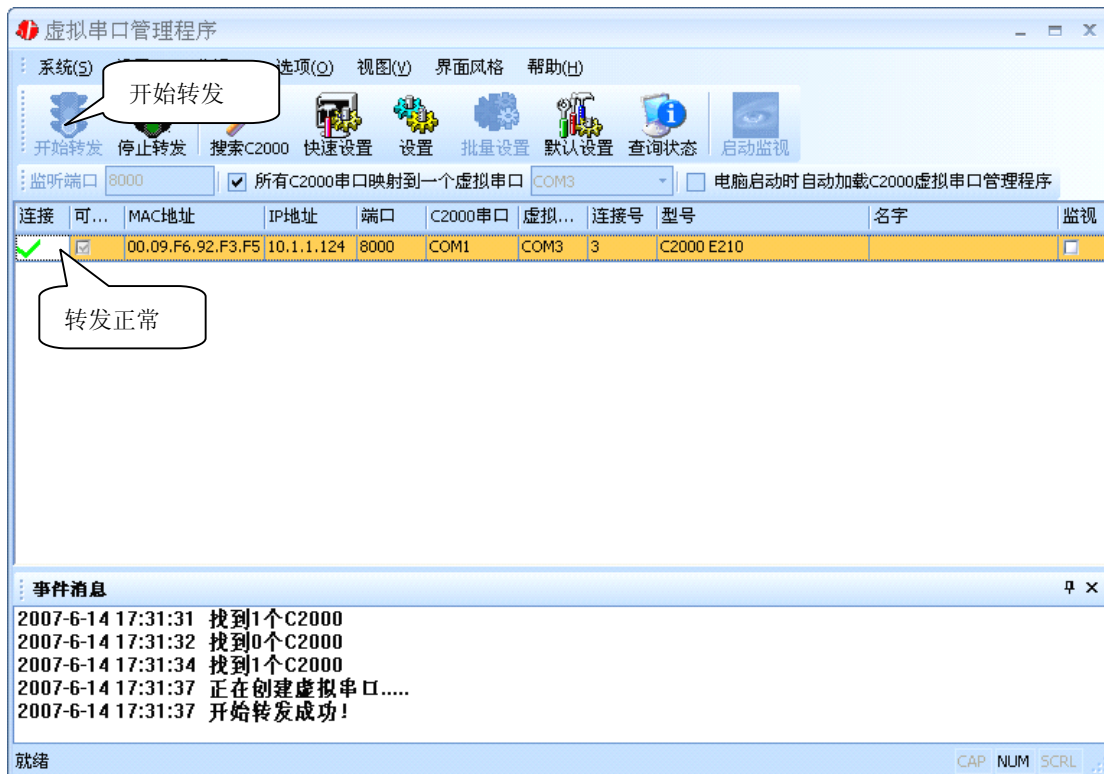 虚拟串口管理程序
系统(S) 选项(O) 视图(V) 界面风格 帮助(H)
开始转发
开始转发 停止转发 搜索C2000 快速设置 设置 批量设置 默认设置 查询状态 启动监视
监听端口 8000 所有C2000串口映射到一个虚拟串口 COM3 电脑启动时自动加载C2000虚拟串口管理程序
连接 可... MAC地址 IP地址 端口 C2000串口 虚拟... 连接号 型号 名字 监视
00.09.F6.92.F3.F5 10.1.1.124 8000 COM1 COM3 3 C2000 E210
转发正常
事件消息
2007-6-14 17:31:31 找到1个C2000
2007-6-14 17:31:32 找到0个C2000
2007-6-14 17:31:34 找到1个C2000
2007-6-14 17:31:37 正在创建虚拟串口.....
2007-6-14 17:31:37 开始转发成功!
就绪 CAP NUM SCRL